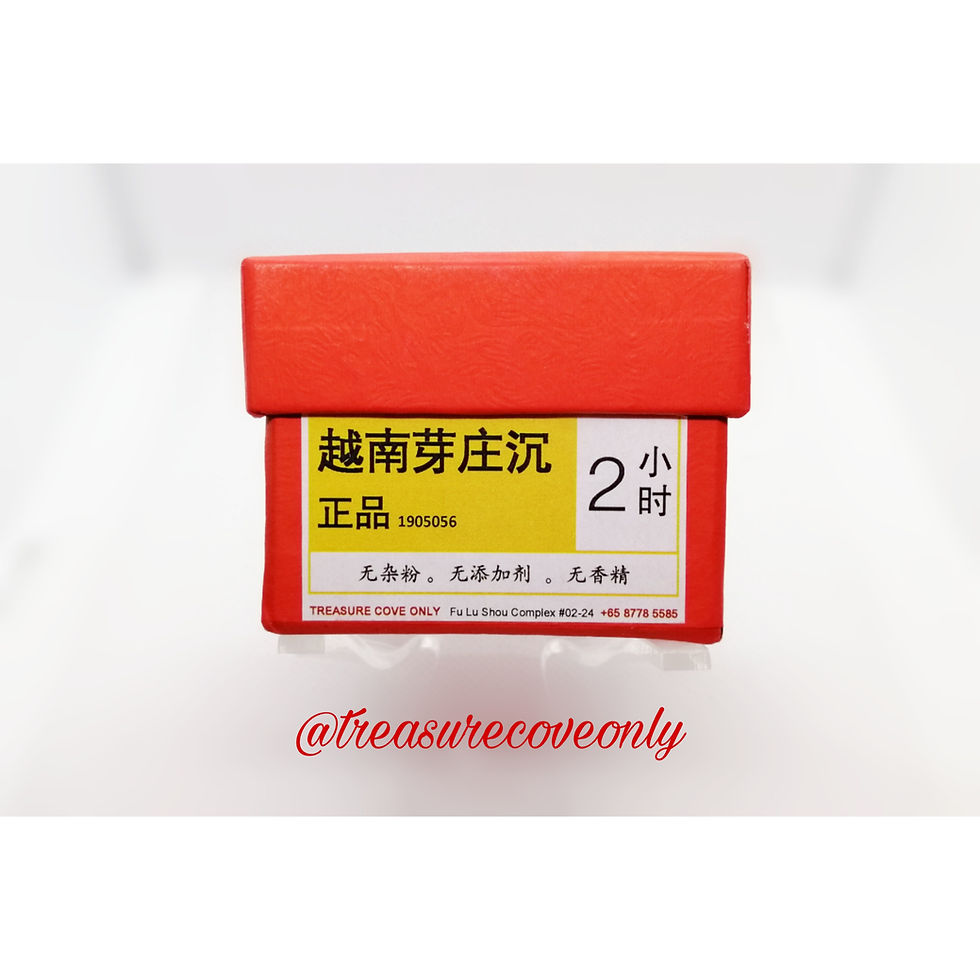 越南芽庄沉
正品 1905056
2 小时
无杂粉。无添加剂。无香精
TREASURE COVE ONLY Fu Lu Shou Complex #02-24 +65 8778 5585
@treasurecoveonly